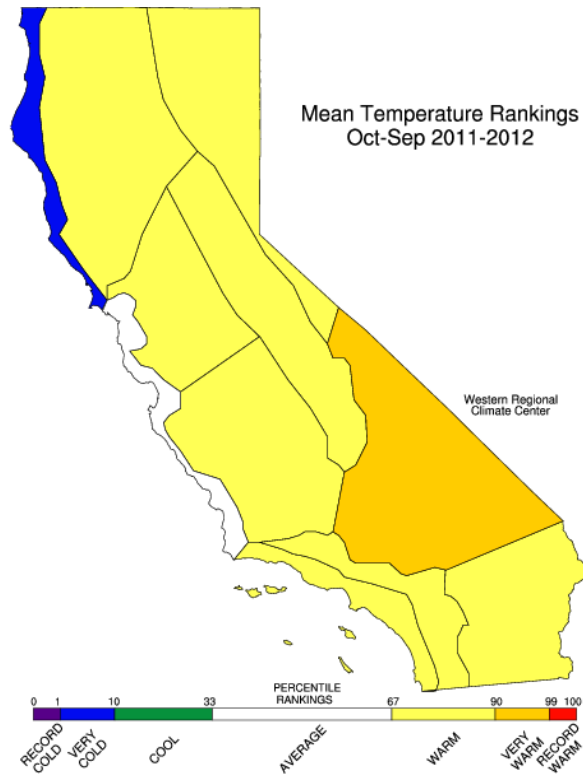 Mean Temperature Rankings
Oct-Sep 2011-2012
Western Regional
Climate Center
PERCENTILE
RANKINGS
0 1 10 33 67 90 99 100
RECORD
COLD
VERY
COLD
COOL
AVERAGE
WARM
VERY
WARM
RECORD
WARM